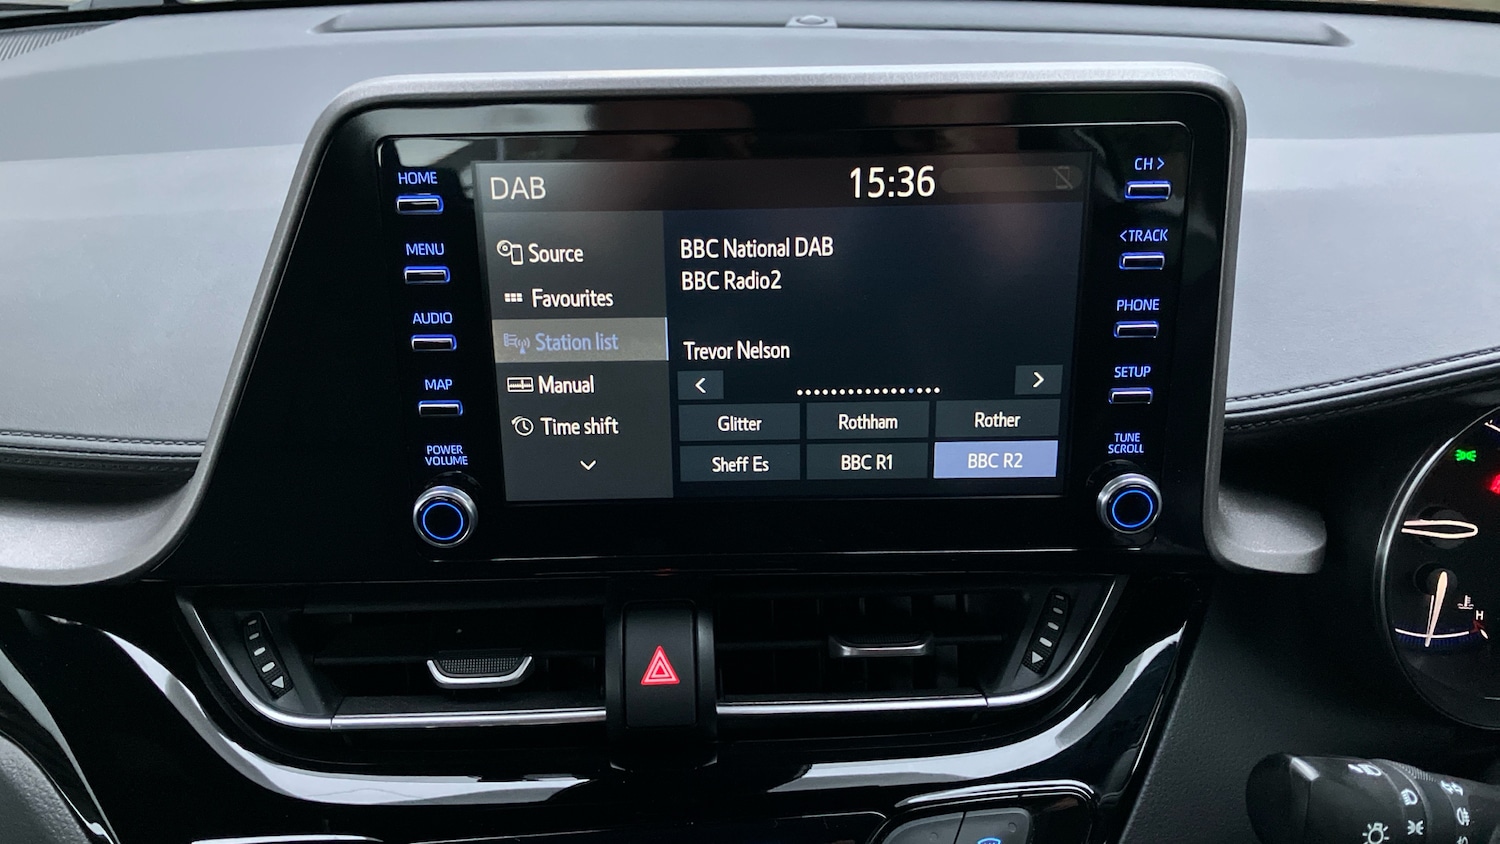 HOME
MENU
AUDIO
MAP
POWER
VOLUME
DAB
15:36
Source
Favourites
Station list
Manual
Time shift
BBC National DAB
BBC Radio2
Trevor Nelson
Glitter
Rothham
Rother
Sheff Es
BBC R1
BBC R2
CH >
<TRACK
PHONE
SETUP
TUNE
SCROLL
H